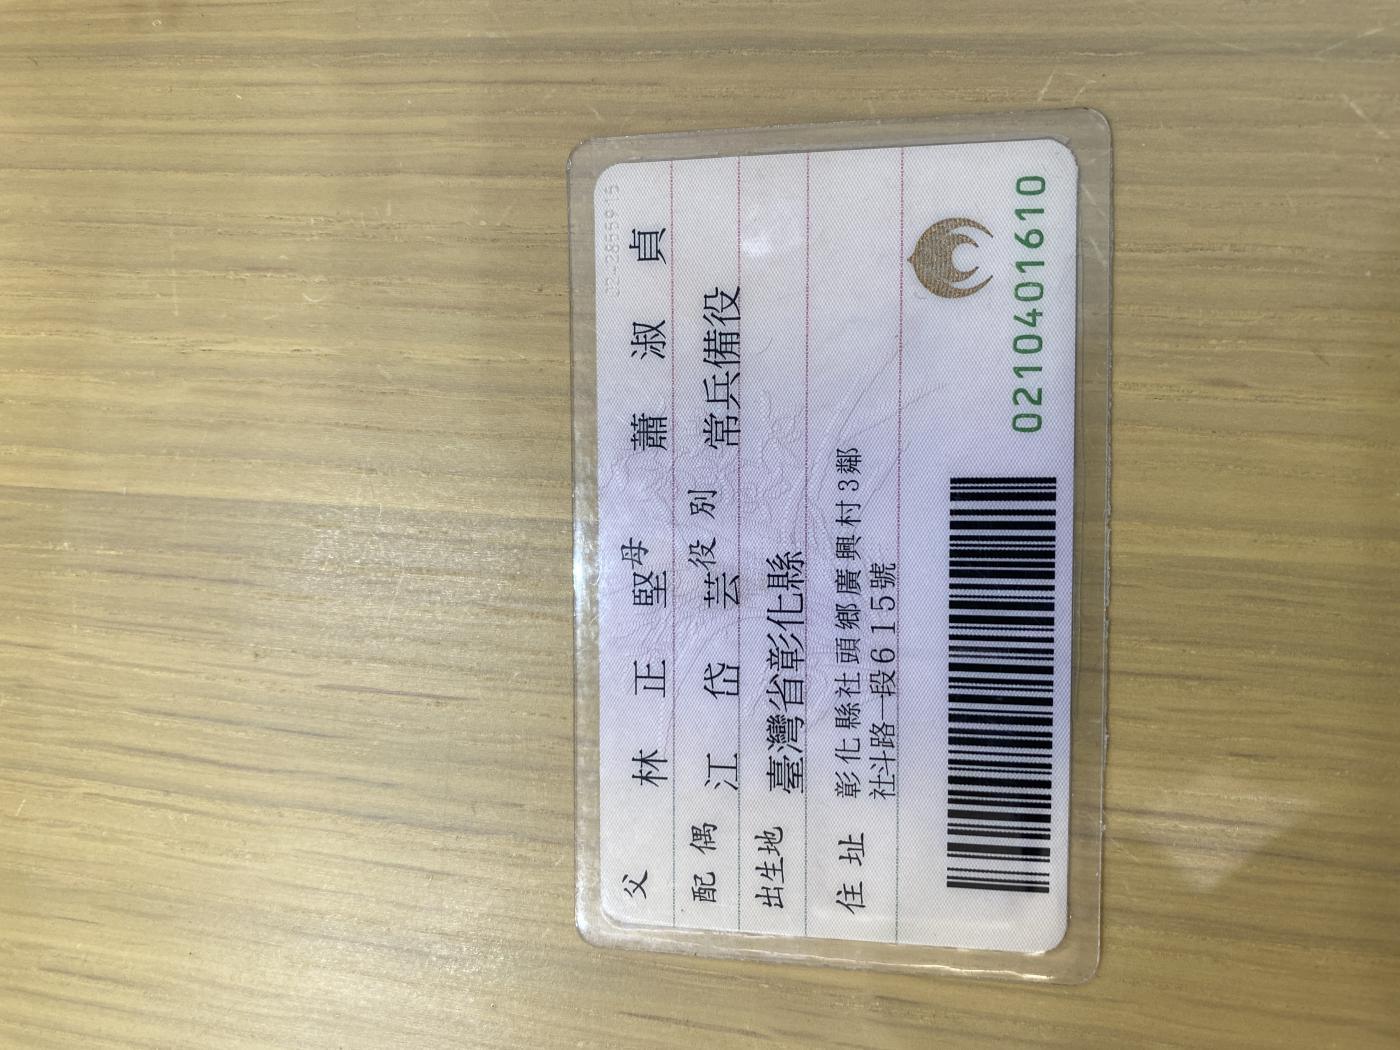 0242855915
父 林正堅 母 蕭淑貞
配偶 江岱芸 役別 常兵備役
出生地 臺灣省彰化縣
住址 彰化縣社頭鄉廣興村3鄰
社斗路一段615號
0210401610